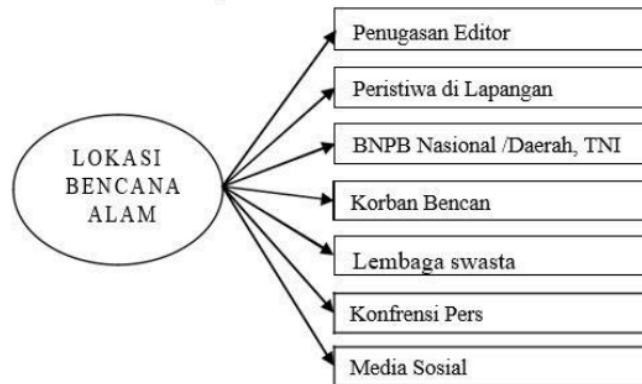 Penugasan Editor
Peristiwa di Lapangan
BNPB Nasional /Daerah, TNI
LOKASI
BENCANA
ALAM
Korban Bencan
Lembaga swasta
Konfrensi Pers
Media Sosial